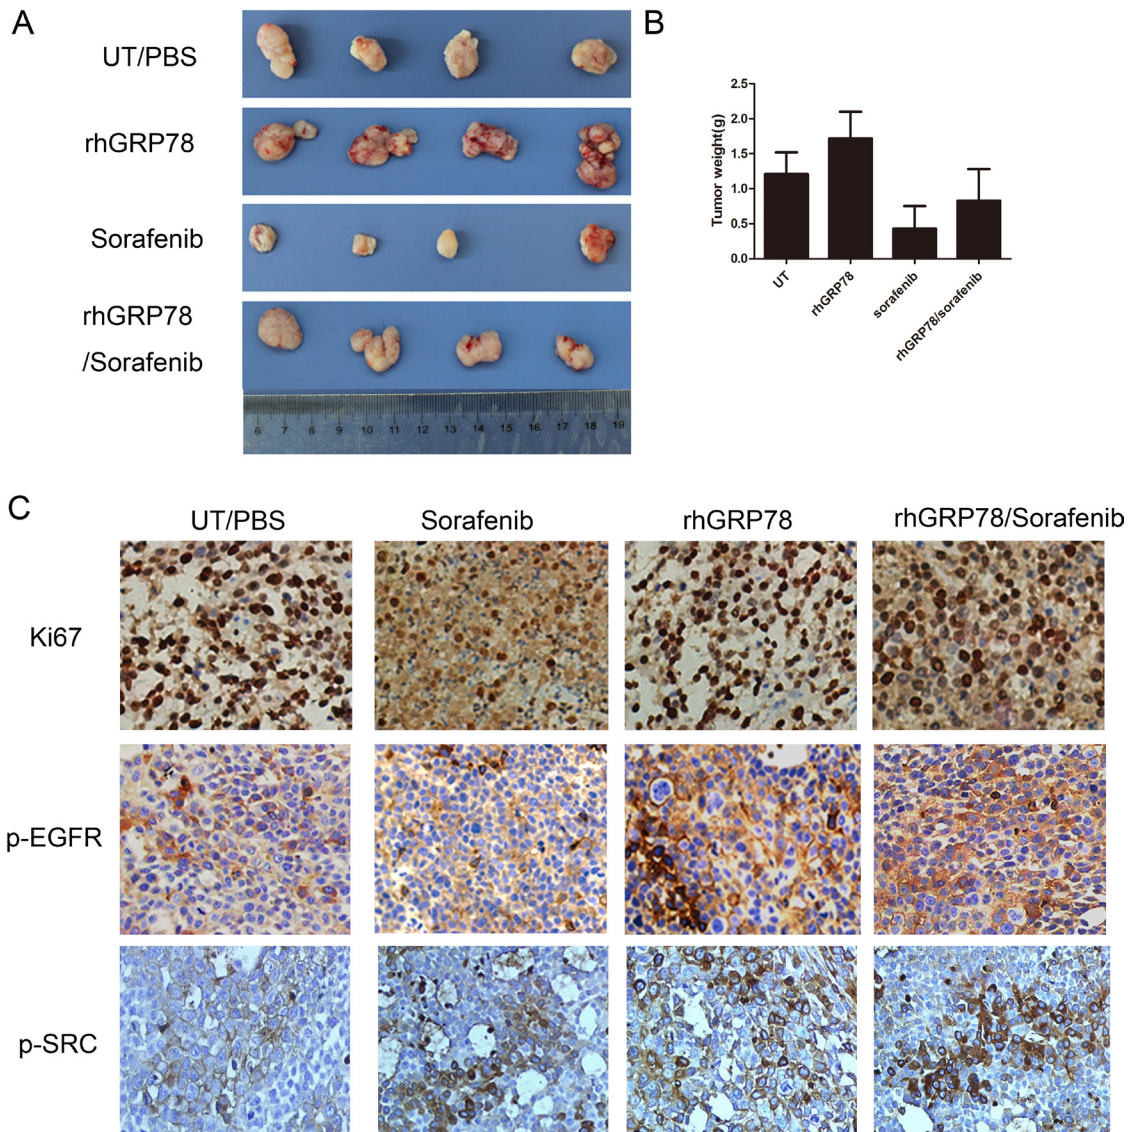 A
UT/PBS
rhGRP78
Sorafenib
rhGRP78
/Sorafenib
6 7 8 9 10 11 12 13 14 15 16 17 18 19
B
Tumor weight(g)
2.5
2.0
1.5
1.0
0.5
0.0
UT
rhGRP78
sorafenib
rhGRP78/sorafenib
C
UT/PBS Sorafenib rhGRP78 rhGRP78/Sorafenib
Ki67
p-EGFR
p-SRC